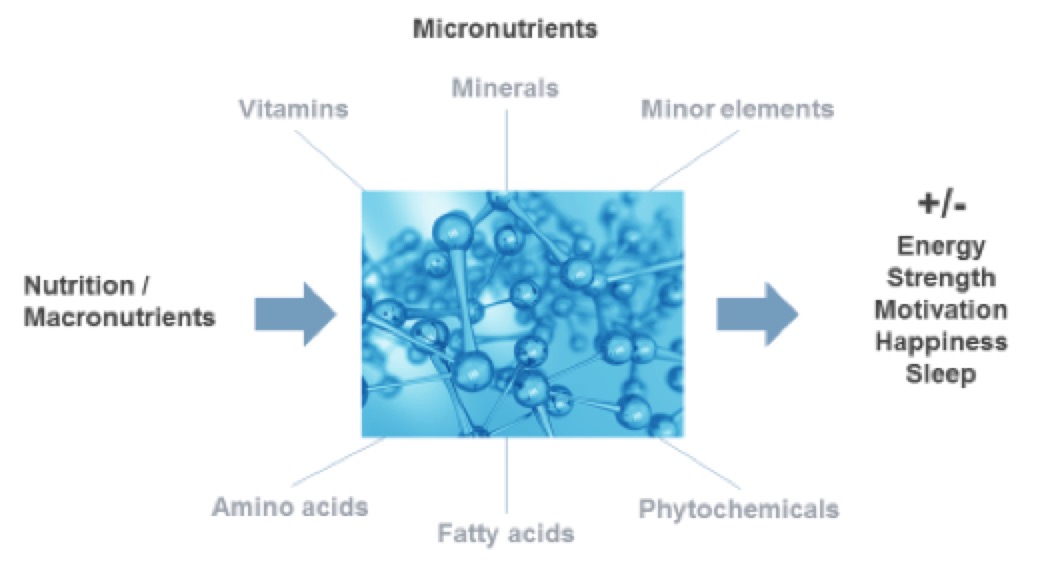 Micronutrients
Minerals
Vitamins
Minor elements
Nutrition /
Macronutrients
+/-
Energy
Strength
Motivation
Happiness
Sleep
Amino acids
Fatty acids
Phytochemicals